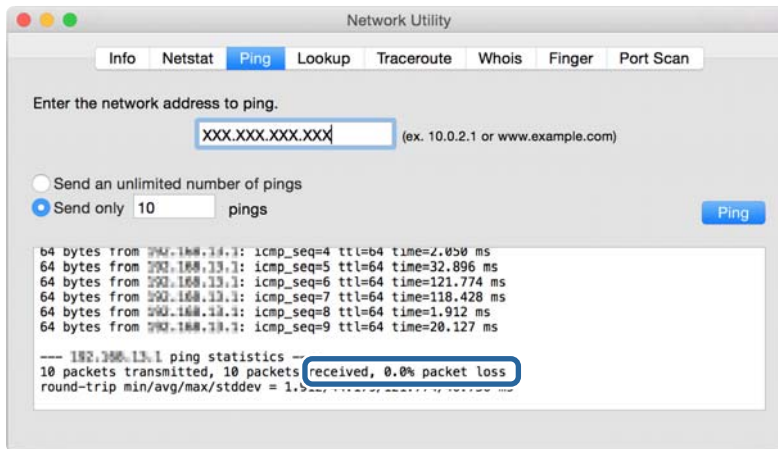 Network Utility
Info Netstat Ping Lookup Traceroute Whois Finger Port Scan
Enter the network address to ping.
XXX.XXX.XXX.XXX (ex. 10.0.2.1 or www.example.com)
Send an unlimited number of pings
Send only 10 pings
Ping
64 bytes from icmp_seq=4 ttl=64 time=2.050 ms
64 bytes from icmp_seq=5 ttl=64 time=32.896 ms
64 bytes from icmp_seq=6 ttl=64 time=121.774 ms
64 bytes from icmp_seq=7 ttl=64 time=118.428 ms
64 bytes from icmp_seq=8 ttl=64 time=1.912 ms
64 bytes from icmp_seq=9 ttl=64 time=20.127 ms
--- ping statistics --
10 packets transmitted, 10 packets received, 0.0% packet loss
round-trip min/avg/max/stddev = ms